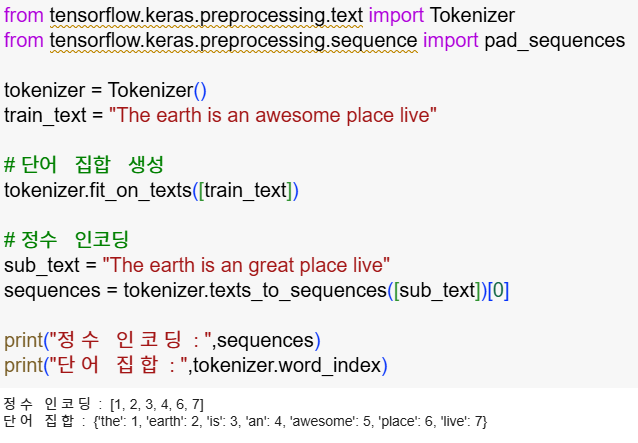 from tensorflow.keras.preprocessing.text import Tokenizer
from tensorflow.keras.preprocessing.sequence import pad_sequences
tokenizer = Tokenizer()
train_text = "The earth is an awesome place live"
# 단어 집합 생성
tokenizer.fit_on_texts([train_text])
# 정수 인코딩
sub_text = "The earth is an great place live"
sequences = tokenizer.texts_to_sequences([sub_text])[0]
print("정수 인코딩 : ",sequences)
print("단어 집합 : ",tokenizer.word_index)
정수 인코딩 : [1, 2, 3, 4, 6, 7]
단어 집합 : {'the': 1, 'earth': 2, 'is': 3, 'an': 4, 'awesome': 5, 'place': 6, 'live': 7}